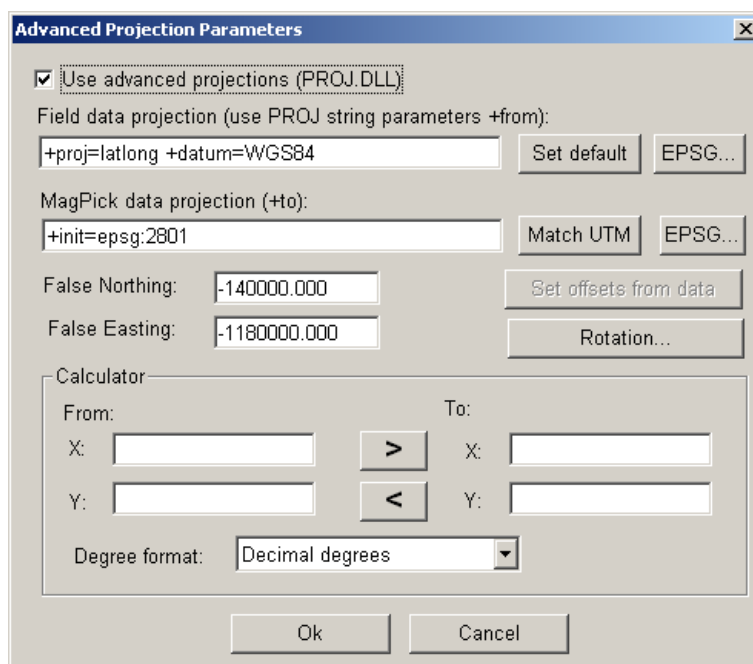 Advanced Projection Parameters
Use advanced projections (PROJ.DLL)
Field data projection (use PROJ string parameters +from):
+proj=latlong +datum=WGS84 Set default EPSG...
MagPick data projection (+to):
+init=epsg:2801 Match UTM EPSG...
False Northing: -140000.000 Set offsets from data
False Easting: -1180000.000 Rotation...
Calculator
From: To:
X: > X:
Y: < Y:
Degree format: Decimal degrees
Ok Cancel